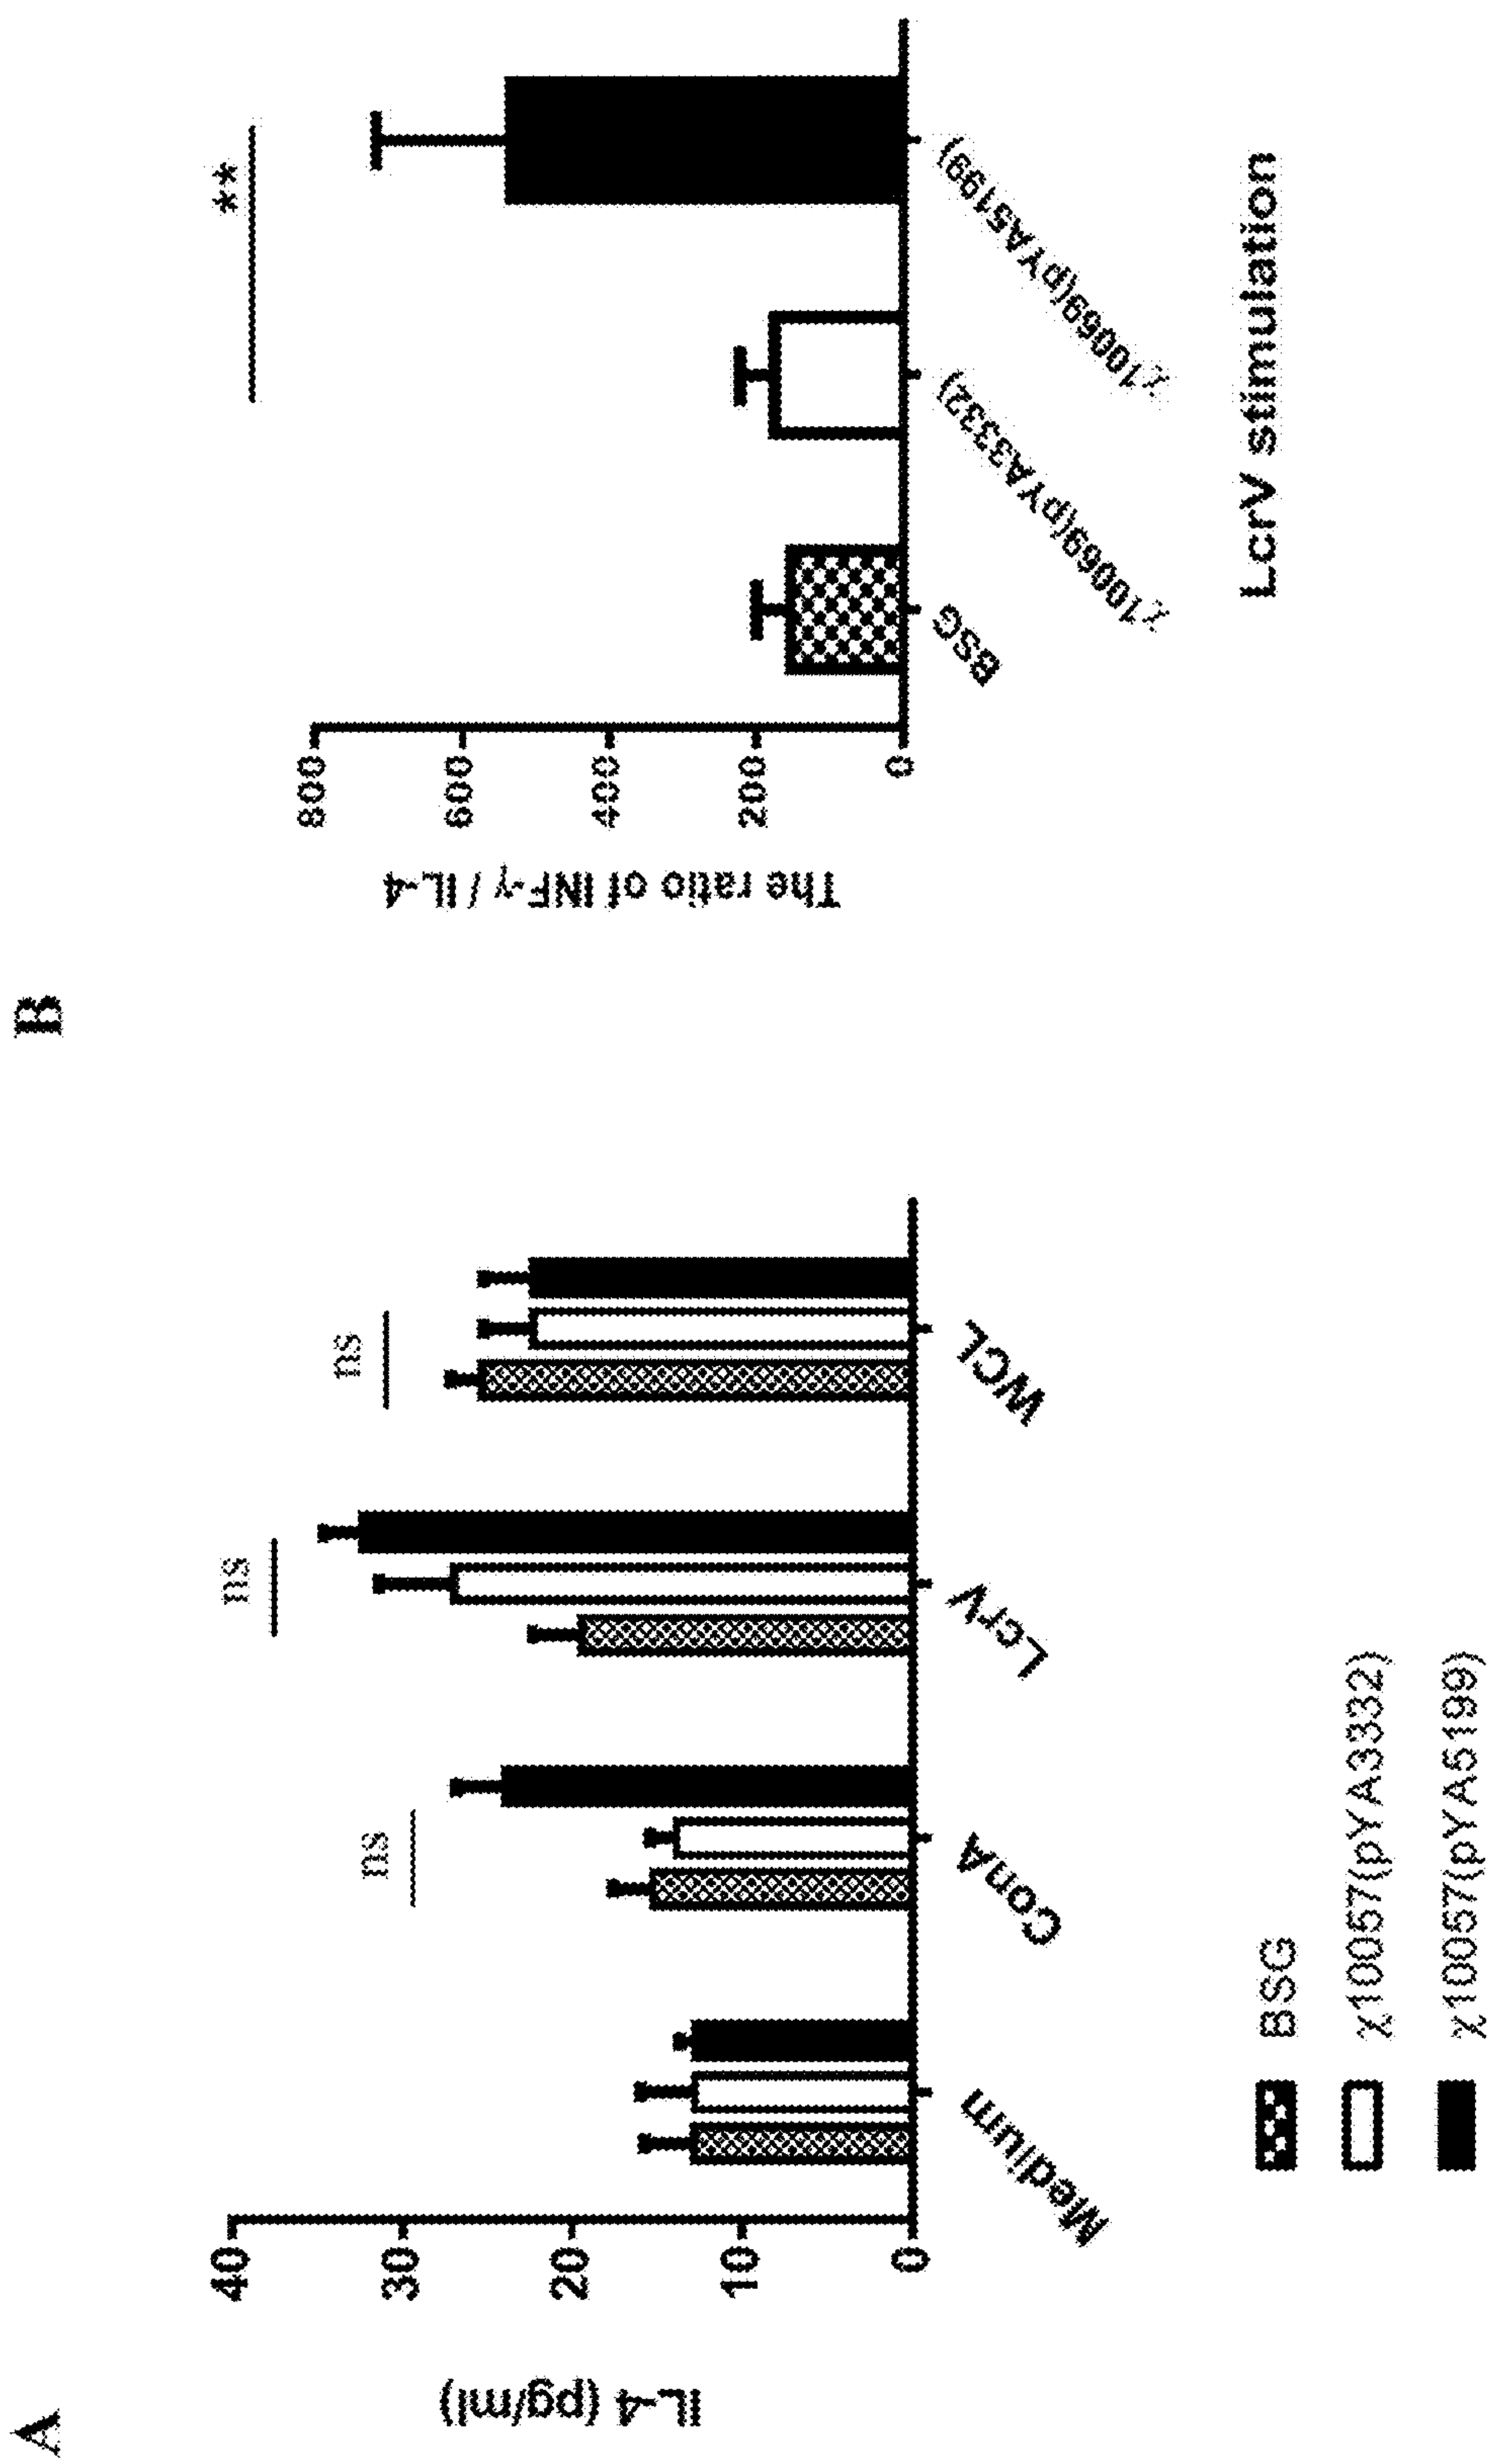 A
IL-4 (pg/ml)
40
30
20
10
0
ns
ns
ns
Medium
ConA
LcrV
WCL
BSG
χ10057(pYA3332)
χ10057(pYA5199)
B
The ratio of INF-γ / IL-4
800
600
400
200
0
**
BSG
χ10069(pYA3332)
χ10069(pYA5199)
LcrV stimulation